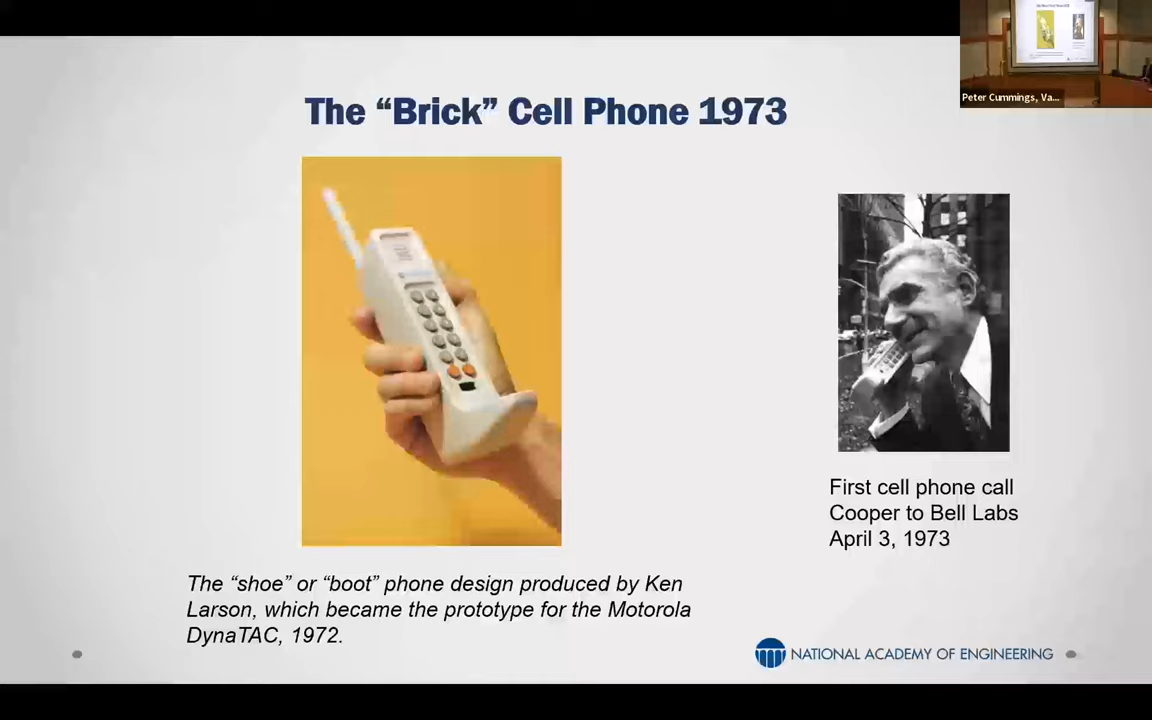 The “Brick” Cell Phone 1973
Peter Cummings, Va...
First cell phone call
Cooper to Bell Labs
April 3, 1973
The “shoe” or “boot” phone design produced by Ken
Larson, which became the prototype for the Motorola
DynaTAC, 1972.
NATIONAL ACADEMY OF ENGINEERING